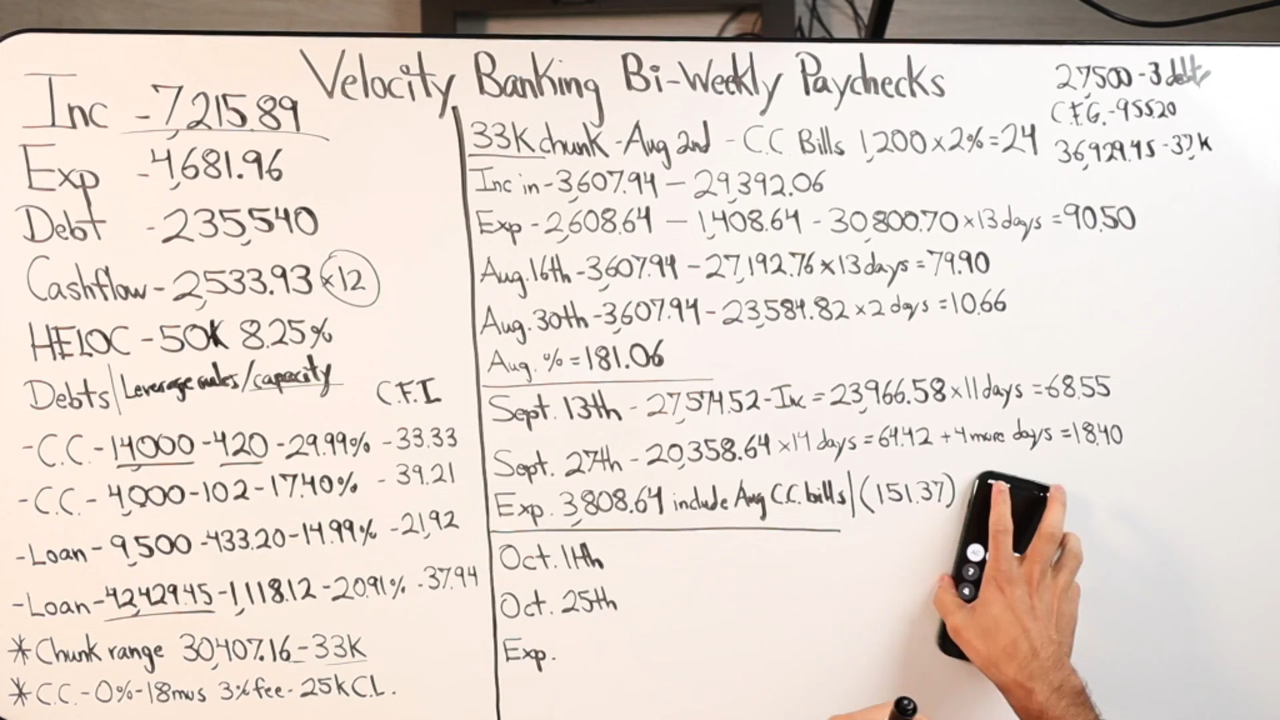 Velocity Banking Bi-Weekly Paychecks
27,500 - 3 debts
C.F.G. - 955.20
36,929.45 - 37K
Inc - 7,215.89
Exp - 4,681.96
Debt - 235,540
Cashflow - 2,533.93 x12
HELOC - 50K 8.25%
Debts / Leverage rules / capacity C.F.I
- C.C. - 14000 - 420 - 29.99% - 33.33
- C.C. - 4,000 - 102 - 17.40% - 39.21
- Loan - 9,500 - 433.20 - 14.99% - 21.92
- Loan - 42,429.45 - 1,118.12 - 20.91% - 37.94
* Chunk range 30,407.16 - 33K
* C.C. - 0% - 18mos 3% fee - 25k CL.
33K chunk - Aug 2nd - C.C. Bills 1,200 x 2% = 24
Inc in - 3,607.94 - 29,392.06
Exp - 2,608.64 - 1,408.64 - 30,800.70 x 13 days = 90.50
Aug. 16th - 3,607.94 - 27,192.76 x 13 days = 79.90
Aug. 30th - 3,607.94 - 23,584.82 x 2 days = 10.66
Aug. % = 181.06
Sept. 13th - 27,574.52 - Inc = 23,966.58 x 11 days = 68.55
Sept. 27th - 20,358.64 x 14 days = 64.42 + 4 more days = 18.40
Exp. 3,808.64 include Aug C.C. bills | (151.37)
Oct. 11th
Oct. 25th
Exp.